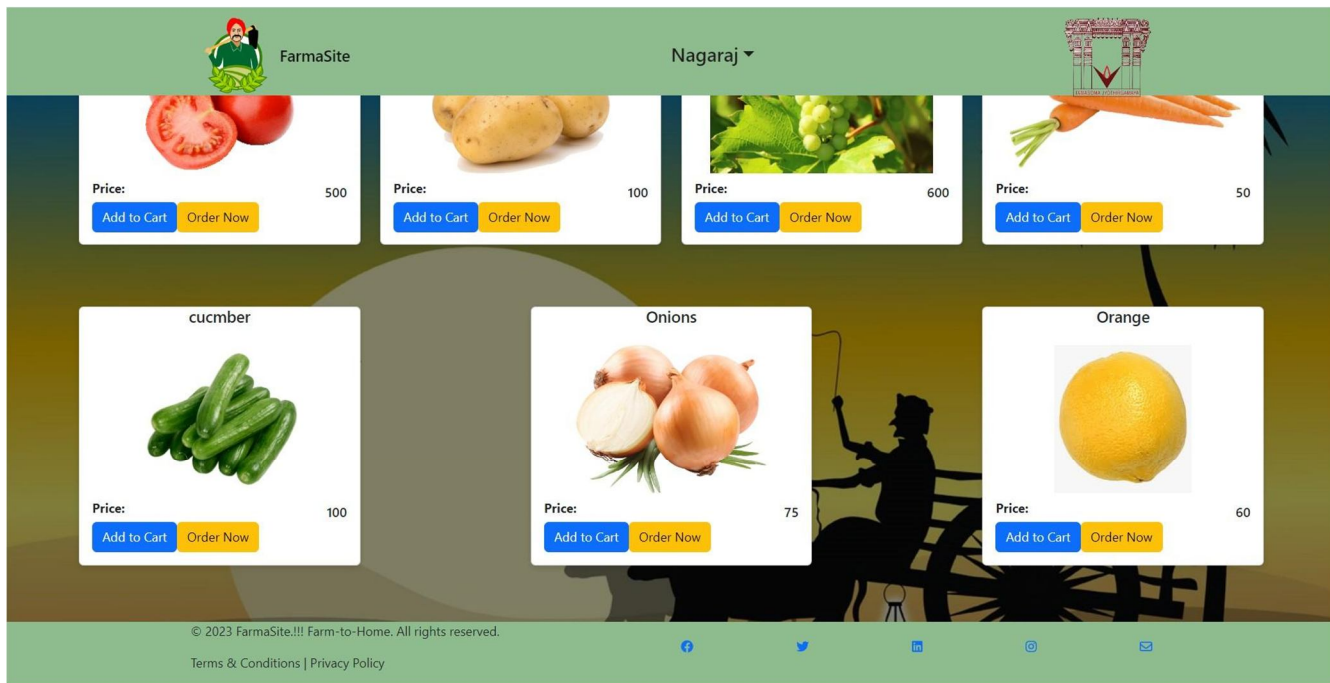 FarmaSite
Nagaraj
Price: 500
Add to Cart Order Now
Price: 100
Add to Cart Order Now
Price: 600
Add to Cart Order Now
Price: 50
Add to Cart Order Now
cucmber
Price: 100
Add to Cart Order Now
Onions
Price: 75
Add to Cart Order Now
Orange
Price: 60
Add to Cart Order Now
© 2023 FarmaSite.!!! Farm-to-Home. All rights reserved.
Terms & Conditions | Privacy Policy